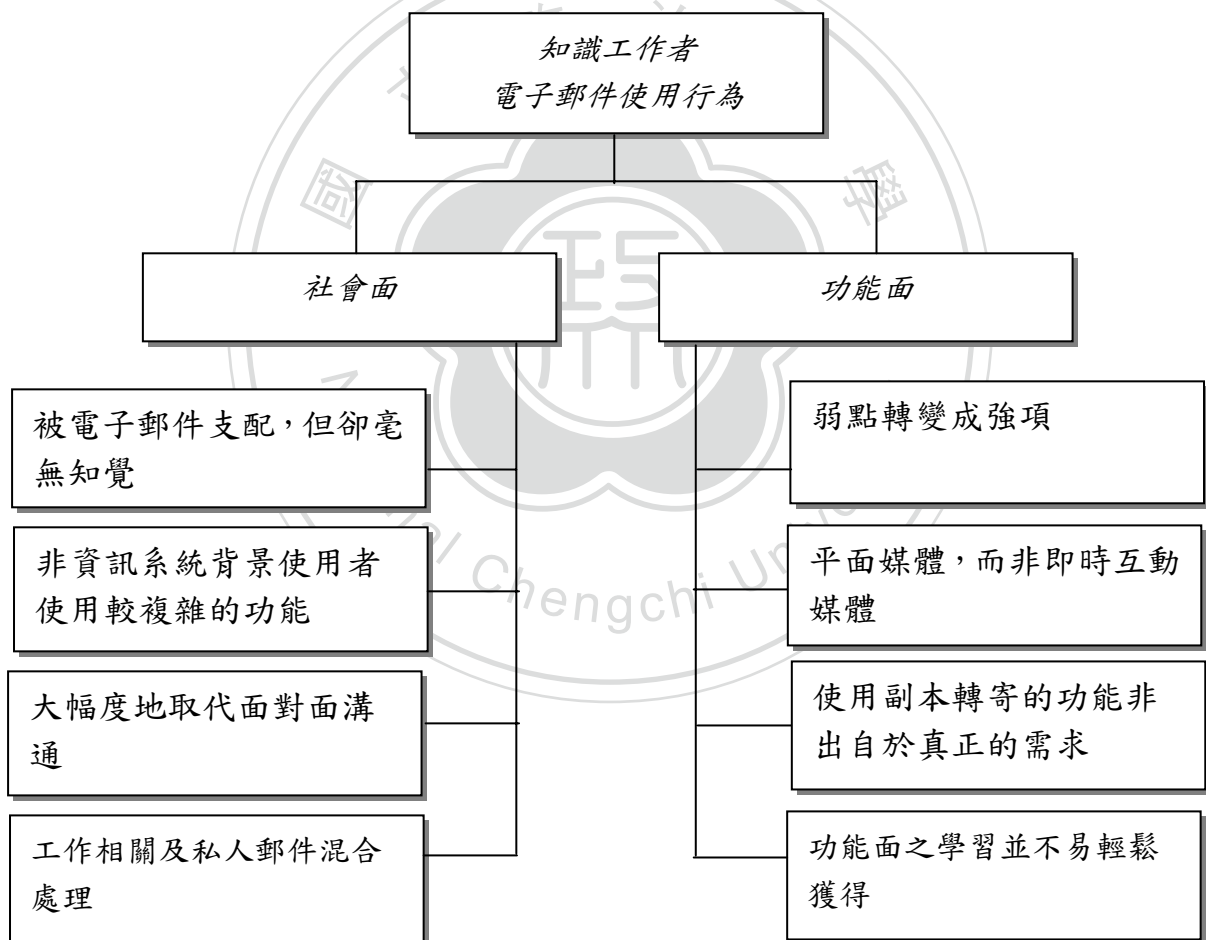 知識工作者
電子郵件使用行為
國
學
政
社會面
功能面
被電子郵件支配，但卻毫
無知覺
非資訊系統背景使用者
使用較複雜的功能
大幅度地取代面對面溝
通
工作相關及私人郵件混合
處理
弱點轉變成強項
平面媒體，而非即時互動
媒體
使用副本轉寄的功能非
出自於真正的需求
功能面之學習並不易輕鬆
獲得
Chengchi